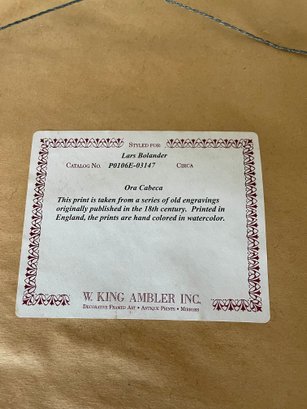 STYLED FOR:
Lars Bolander
CATALOG NO. P0106E-03147 CIRCA
Ora Cabeca
This print is taken from a series of old engravings
originally published in the 18th century. Printed in
England, the prints are hand colored in watercolor.
W. KING AMBLER INC.
DECORATIVE FRAMED ART • ANTIQUE PRINTS • MIRRORS